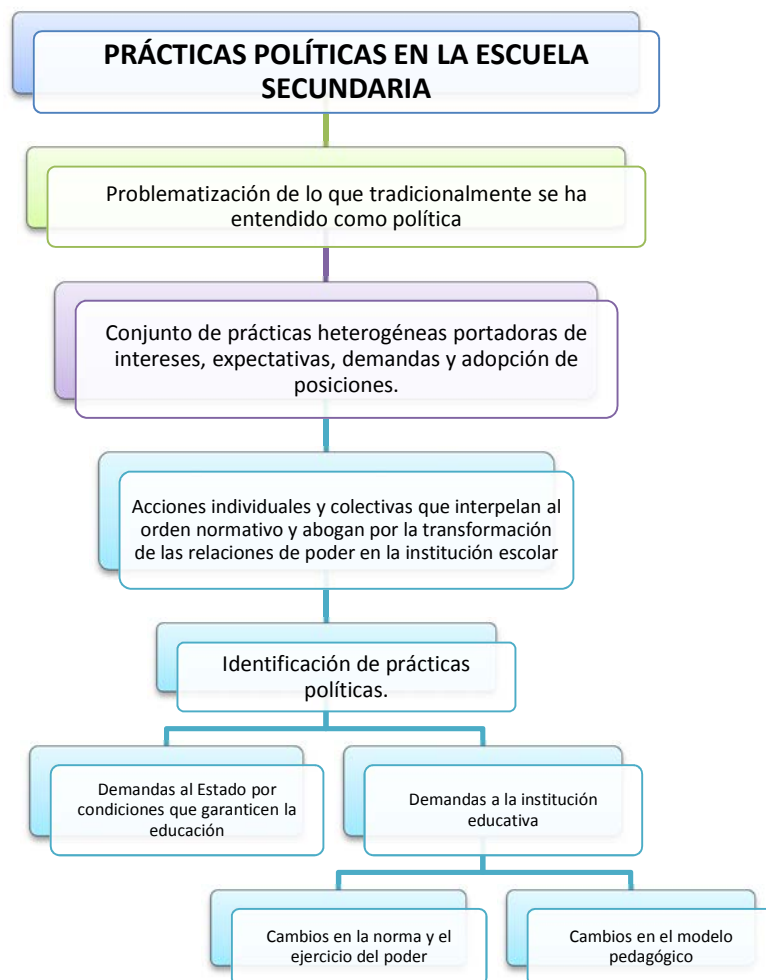 PRÁCTICAS POLÍTICAS EN LA ESCUELA
SECUNDARIA
Problematización de lo que tradicionalmente se ha
entendido como política
Conjunto de prácticas heterogéneas portadoras de
intereses, expectativas, demandas y adopción de
posiciones.
Acciones individuales y colectivas que interpelan al
orden normativo y abogan por la transformación
de las relaciones de poder en la institución escolar
Identificación de prácticas
políticas.
Demandas al Estado por
condiciones que garanticen la
educación
Demandas a la institución
educativa
Cambios en la norma y el
ejercicio del poder
Cambios en el modelo
pedagógico